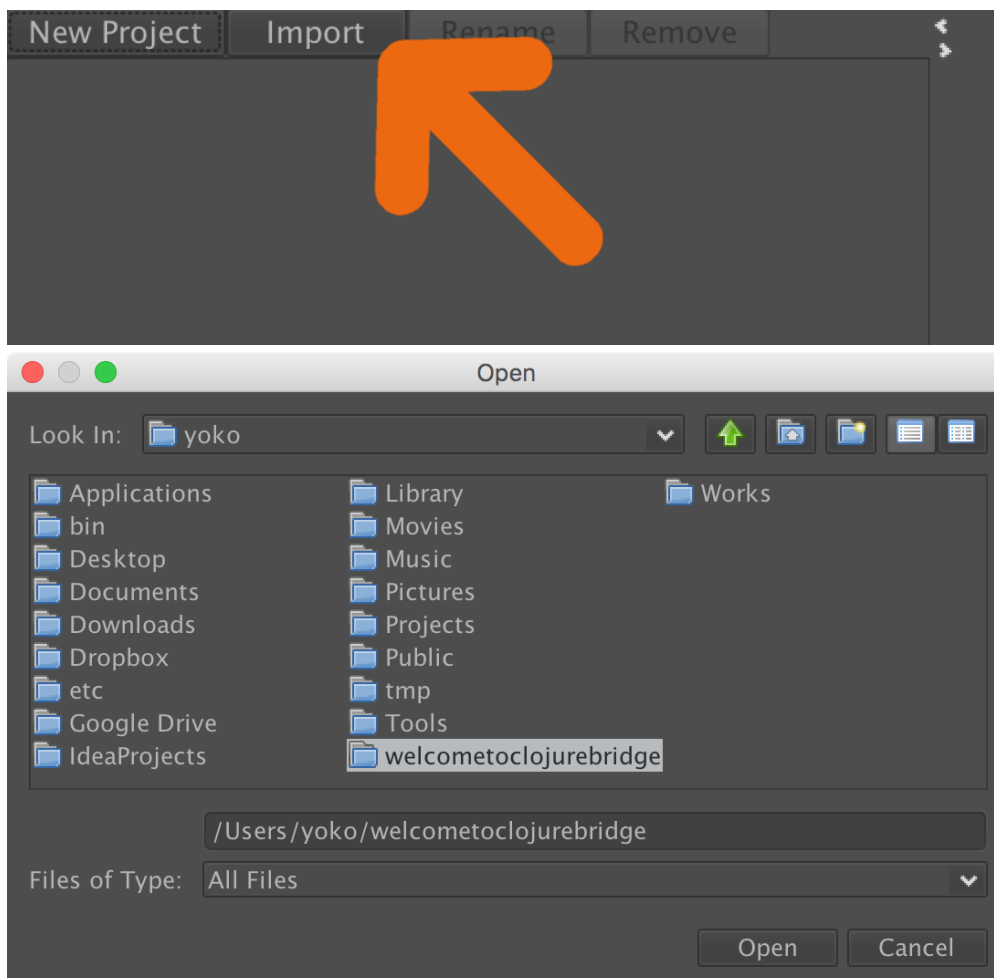 New Project Import Rename Remove
Open
Look In: yoko
Applications Library Works
bin Movies
Desktop Music
Documents Pictures
Downloads Projects
Dropbox Public
etc tmp
Google Drive Tools
IdeaProjects welcometoclojurebridge
/Users/yoko/welcometoclojurebridge
Files of Type: All Files
Open Cancel